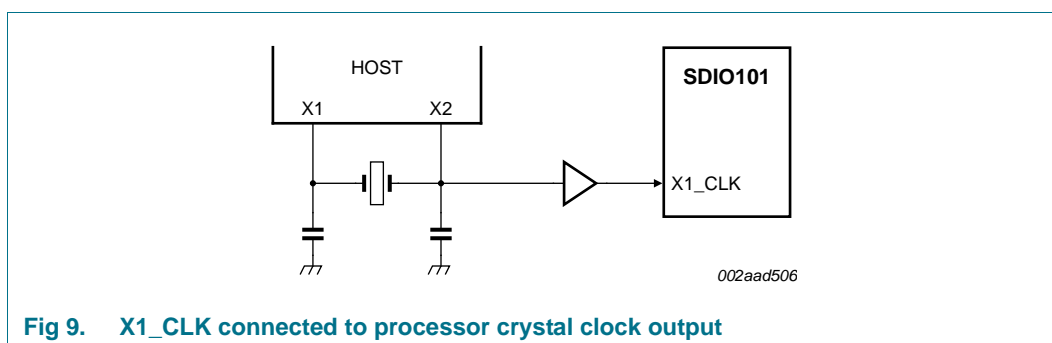 HOST
X1 X2
SDIO101
X1_CLK
002aad506
Fig 9. X1_CLK connected to processor crystal clock output